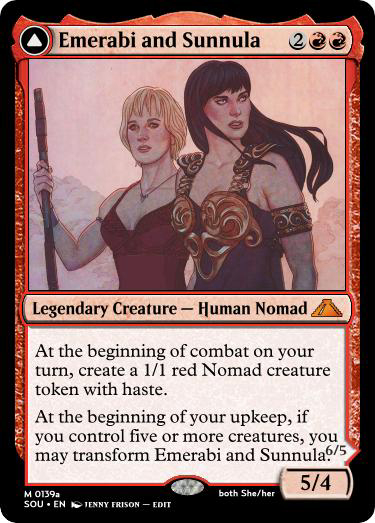 Emerabi and Sunnula 2
Legendary Creature — Human Nomad
At the beginning of combat on your
turn, create a 1/1 red Nomad creature
token with haste.
At the beginning of your upkeep, if
you control five or more creatures, you
may transform Emerabi and Sunnula.
6/5
5/4
M 0139a
SOU • EN JENNY FRISON — EDIT
both She/her